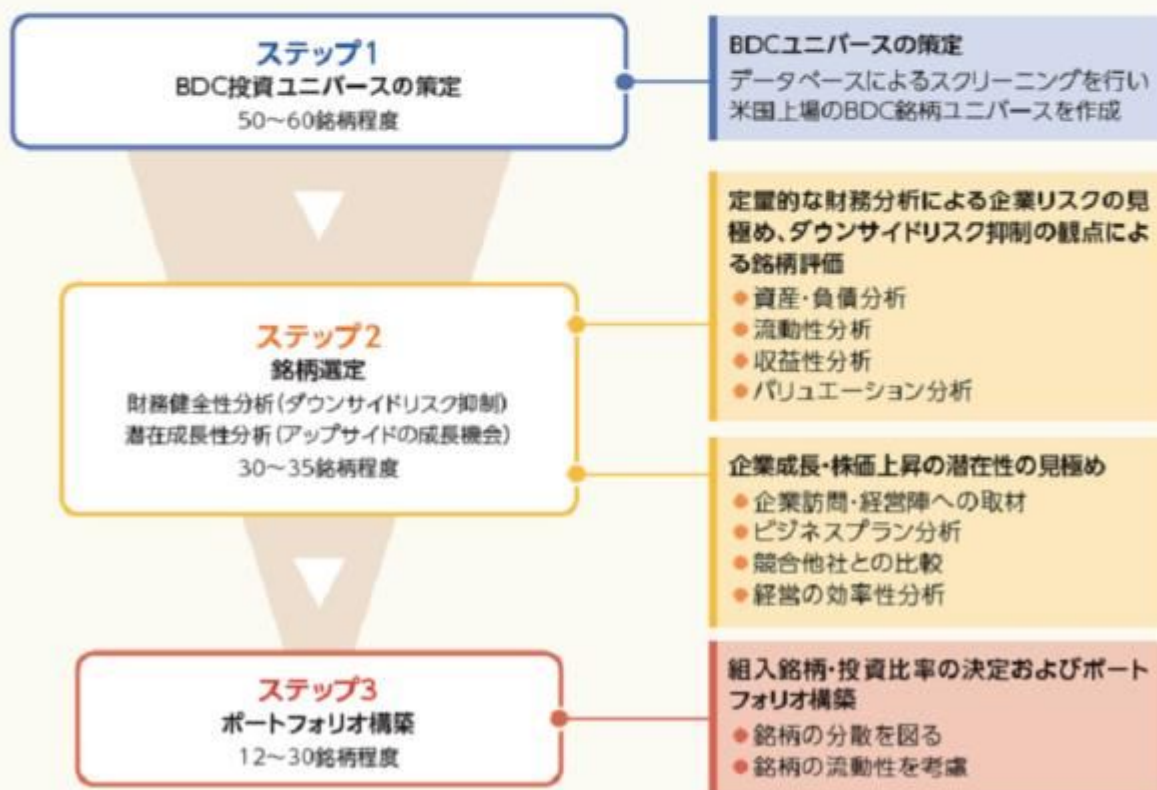 ステップ1
BDC投資ユニバースの策定
50～60銘柄程度
BDCユニバースの策定
データベースによるスクリーニングを行い
米国上場のBDC銘柄ユニバースを作成
ステップ2
銘柄選定
財務健全性分析(ダウンサイドリスク抑制)
潜在成長性分析(アップサイドの成長機会)
30～35銘柄程度
定量的な財務分析による企業リスクの見
極め、ダウンサイドリスク抑制の観点によ
る銘柄評価
●資産・負債分析
●流動性分析
●収益性分析
●バリュエーション分析
企業成長・株価上昇の潜在性の見極め
●企業訪問・経営陣への取材
●ビジネスプラン分析
●競合他社との比較
●経営の効率性分析
ステップ3
ポートフォリオ構築
12～30銘柄程度
組入銘柄・投資比率の決定およびポート
フォリオ構築
●銘柄の分散を図る
●銘柄の流動性を考慮